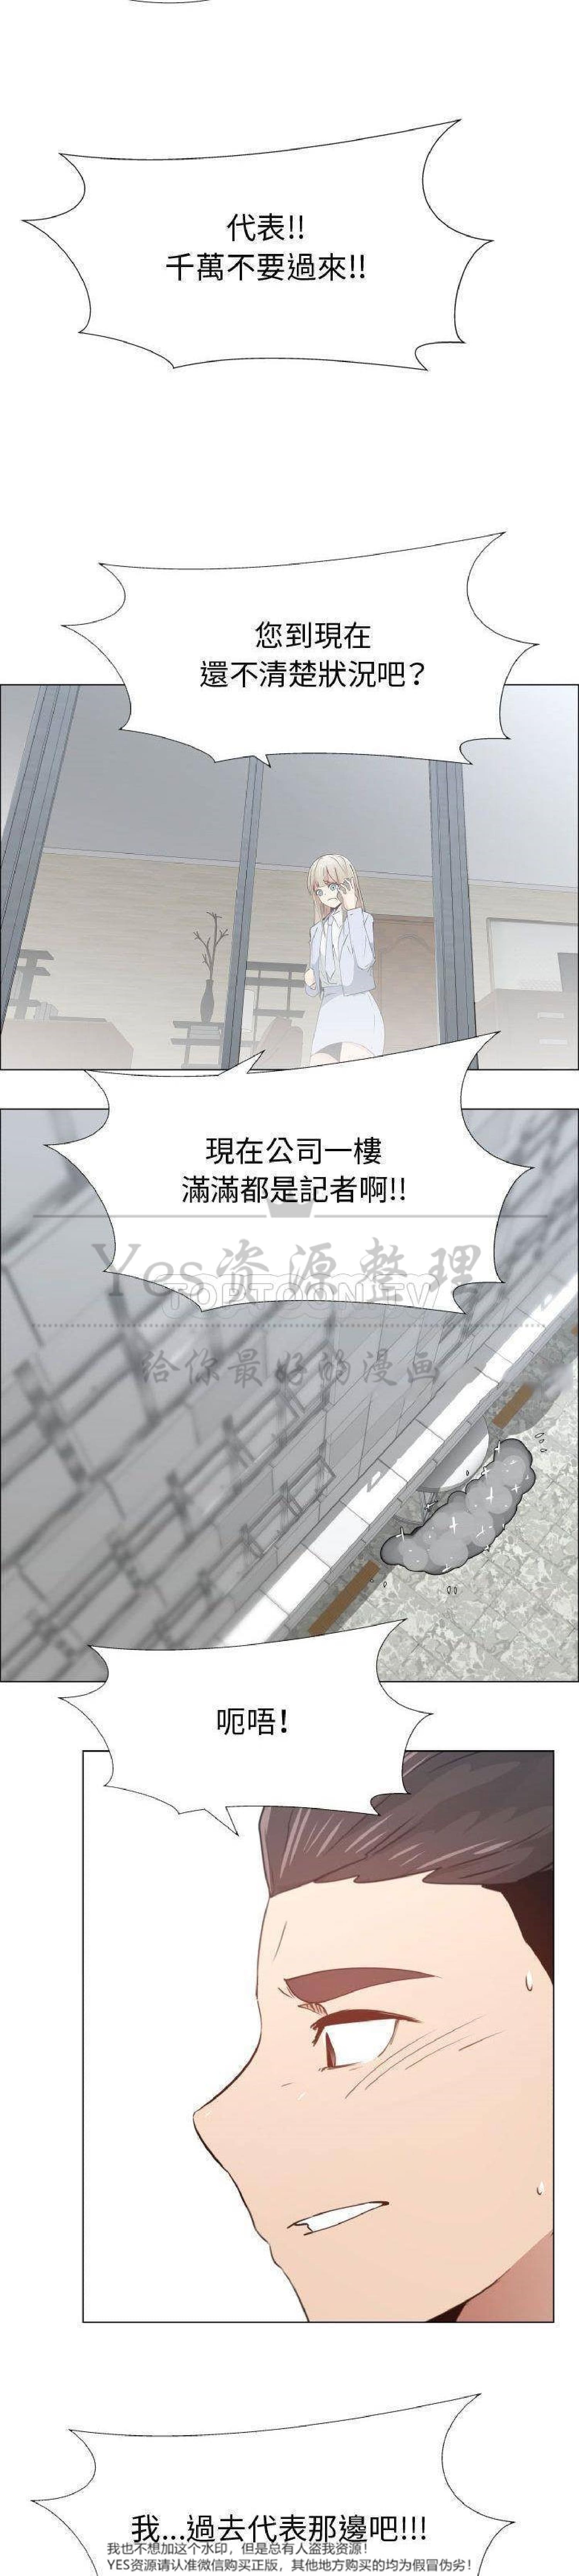 代表!!
千萬不要過來!!
您到現在
還不清楚狀況吧?
現在公司一樓
滿滿都是記者啊!!
Yes资源整理
TOPTOON.TV
给你最好的漫画
呃唔!
我...過去代表那邊吧!!!
我也不想加这个水印，但是总有人盗我资源！
YES资源请认准微信购买正版，其他地方购买的均为假冒伪劣！